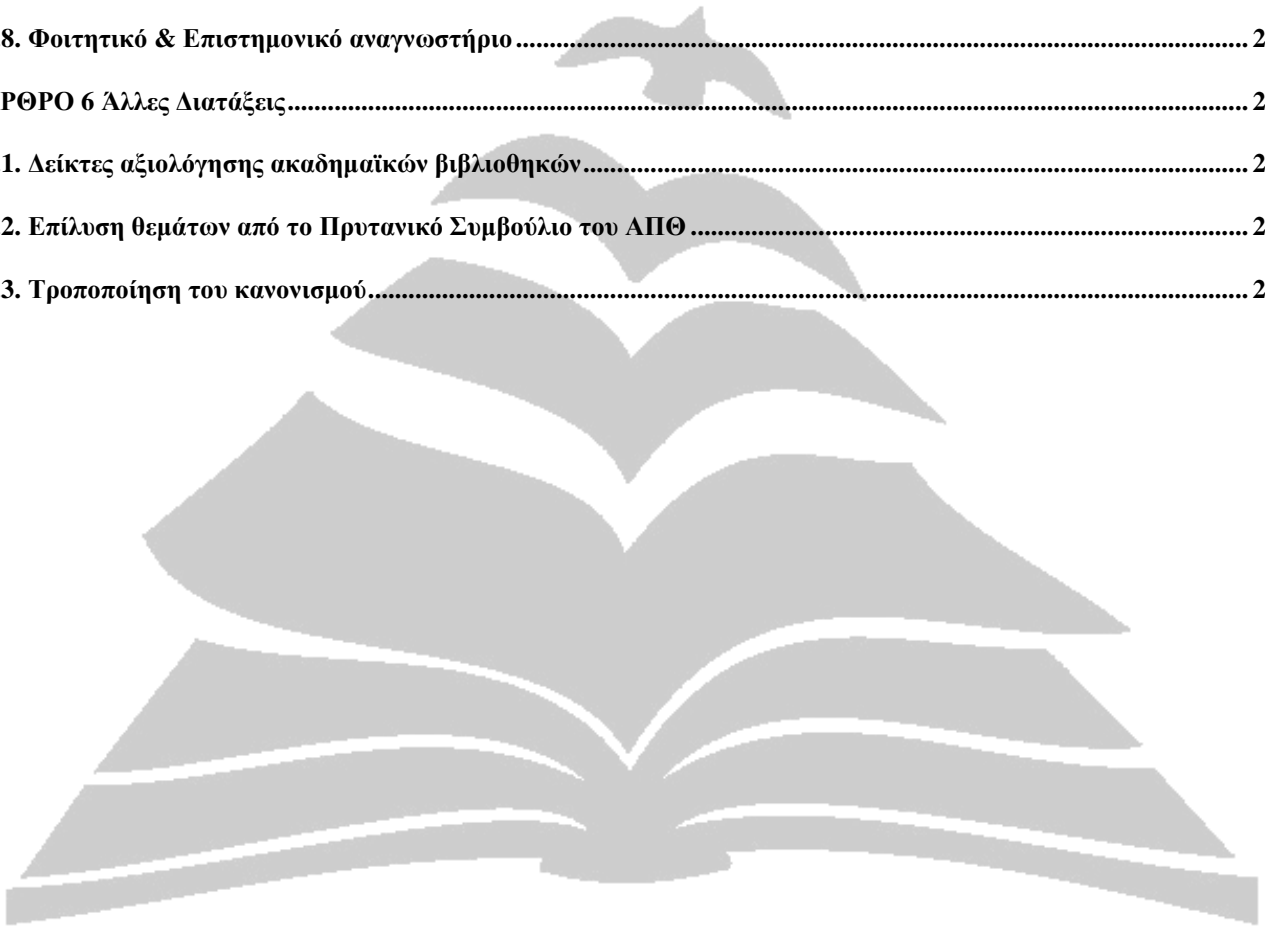 8. Φοιτητικό & Επιστημονικό αναγνωστήριο ........ 2
ΡΘΡΟ 6 Άλλες Διατάξεις ........ 2
1. Δείκτες αξιολόγησης ακαδημαϊκών βιβλιοθηκών ........ 2
2. Επίλυση θεμάτων από το Πρυτανικό Συμβούλιο του ΑΠΘ ........ 2
3. Τροποποίηση του κανονισμού ........ 2